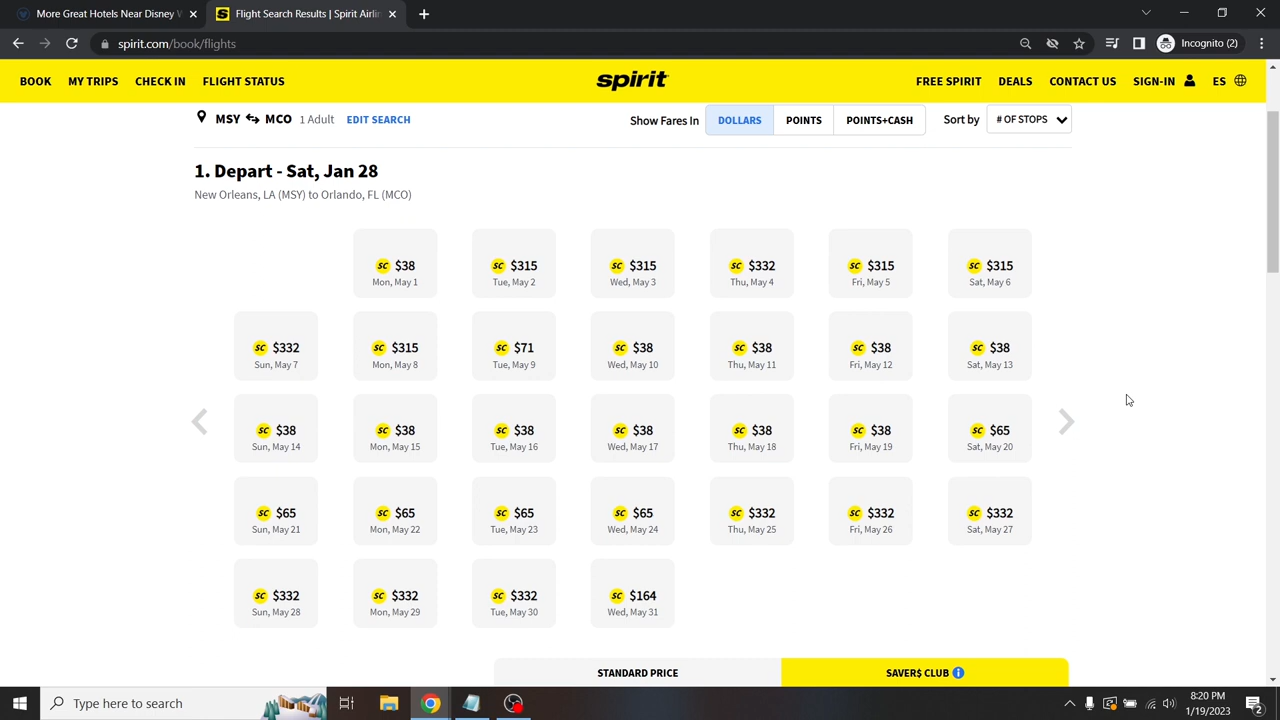 More Great Hotels Near Disney W
Flight Search Results | Spirit Airlin
spirit.com/book/flights
Incognito (2)
BOOK MY TRIPS CHECK IN FLIGHT STATUS spirit FREE SPIRIT DEALS CONTACT US SIGN-IN ES
MSY MCO 1 Adult EDIT SEARCH Show Fares In DOLLARS POINTS POINTS+CASH Sort by # OF STOPS
1. Depart - Sat, Jan 28
New Orleans, LA (MSY) to Orlando, FL (MCO)
SC $38 SC $315 SC $315 SC $332 SC $315 SC $315
Mon, May 1 Tue, May 2 Wed, May 3 Thu, May 4 Fri, May 5 Sat, May 6
SC $332 SC $315 SC $71 SC $38 SC $38 SC $38 SC $38
Sun, May 7 Mon, May 8 Tue, May 9 Wed, May 10 Thu, May 11 Fri, May 12 Sat, May 13
SC $38 SC $38 SC $38 SC $38 SC $38 SC $38 SC $65
Sun, May 14 Mon, May 15 Tue, May 16 Wed, May 17 Thu, May 18 Fri, May 19 Sat, May 20
SC $65 SC $65 SC $65 SC $65 SC $332 SC $332 SC $332
Sun, May 21 Mon, May 22 Tue, May 23 Wed, May 24 Thu, May 25 Fri, May 26 Sat, May 27
SC $332 SC $332 SC $332 SC $164
Sun, May 28 Mon, May 29 Tue, May 30 Wed, May 31
STANDARD PRICE SAVER$ CLUB
Type here to search
8:20 PM
1/19/2023
2